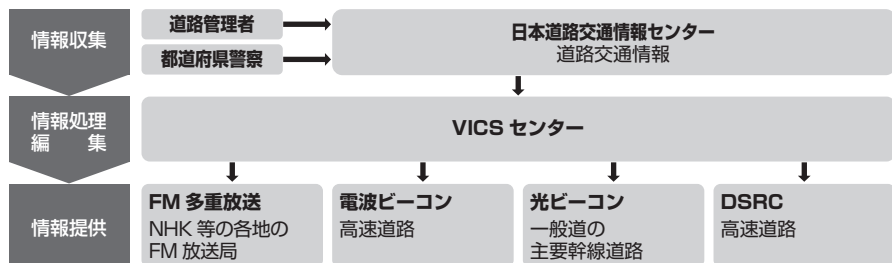 情報収集
道路管理者
都道府県警察
日本道路交通情報センター
道路交通情報
情報処理
編　集
VICS センター
情報提供
FM 多重放送
NHK 等の各地の
FM 放送局
電波ビーコン
高速道路
光ビーコン
一般道の
主要幹線道路
DSRC
高速道路